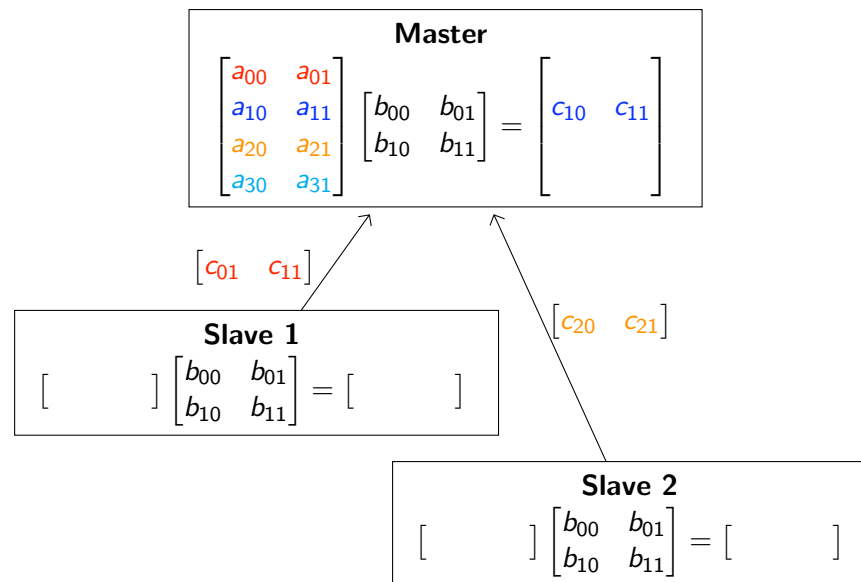 Master
a00 a01
a10 a11
a20 a21
a30 a31
b00 b01
b10 b11
=
c10 c11
[c01 c11]
[c20 c21]
Slave 1
[ ] [b00 b01
b10 b11] = [ ]
Slave 2
[ ] [b00 b01
b10 b11] = [ ]